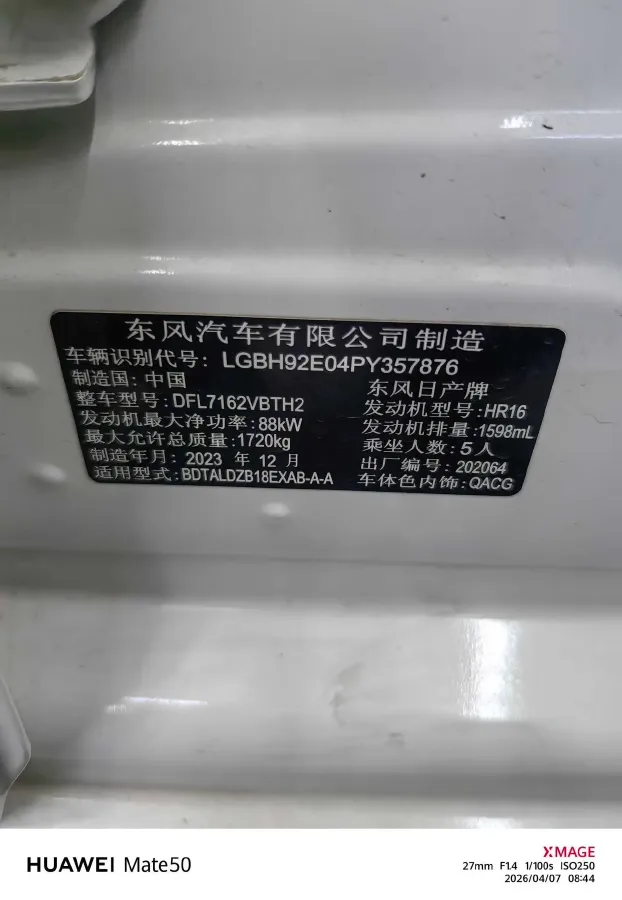 东风汽车有限公司制造
车辆识别代号: LGBH92E04PY357876
制造国: 中国 东风日产牌
整车型号: DFL7162VBTH2 发动机型号: HR16
发动机最大净功率: 88kW 发动机排量: 1598mL
最大允许总质量: 1720kg 乘坐人数: 5人
制造年月: 2023 年 12 月 出厂编号: 202064
适用型式: BDTALDZB18EXAB-A-A 车体色内饰: QACG
HUAWEI Mate50
XMAGE
27mm F1.4 1/100s ISO250
2026/04/07 08:44